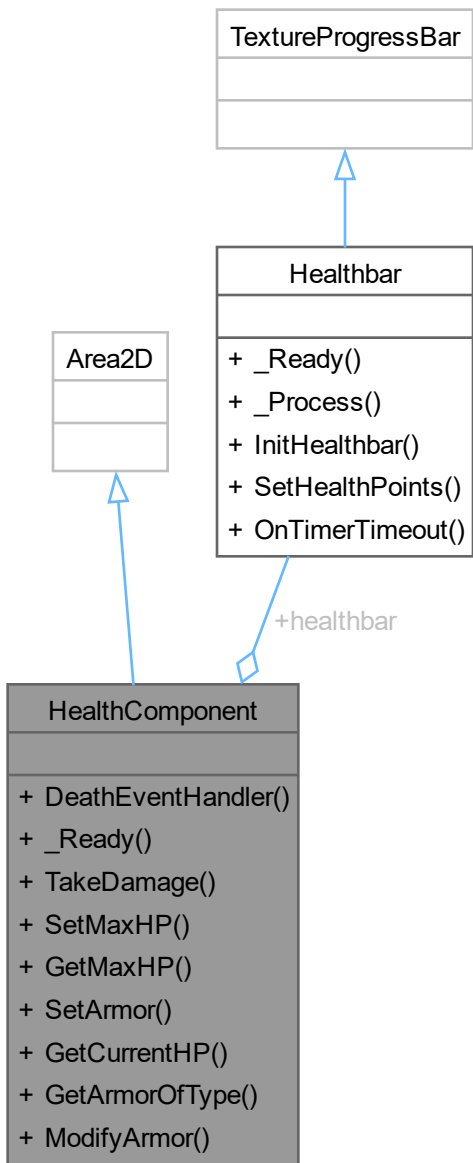 TextureProgressBar
Healthbar
+ _Ready()
+ _Process()
+ InitHealthbar()
+ SetHealthPoints()
+ OnTimerTimeout()
Area2D
+healthbar
HealthComponent
+ DeathEventHandler()
+ _Ready()
+ TakeDamage()
+ SetMaxHP()
+ GetMaxHP()
+ SetArmor()
+ GetCurrentHP()
+ GetArmorOfType()
+ ModifyArmor()